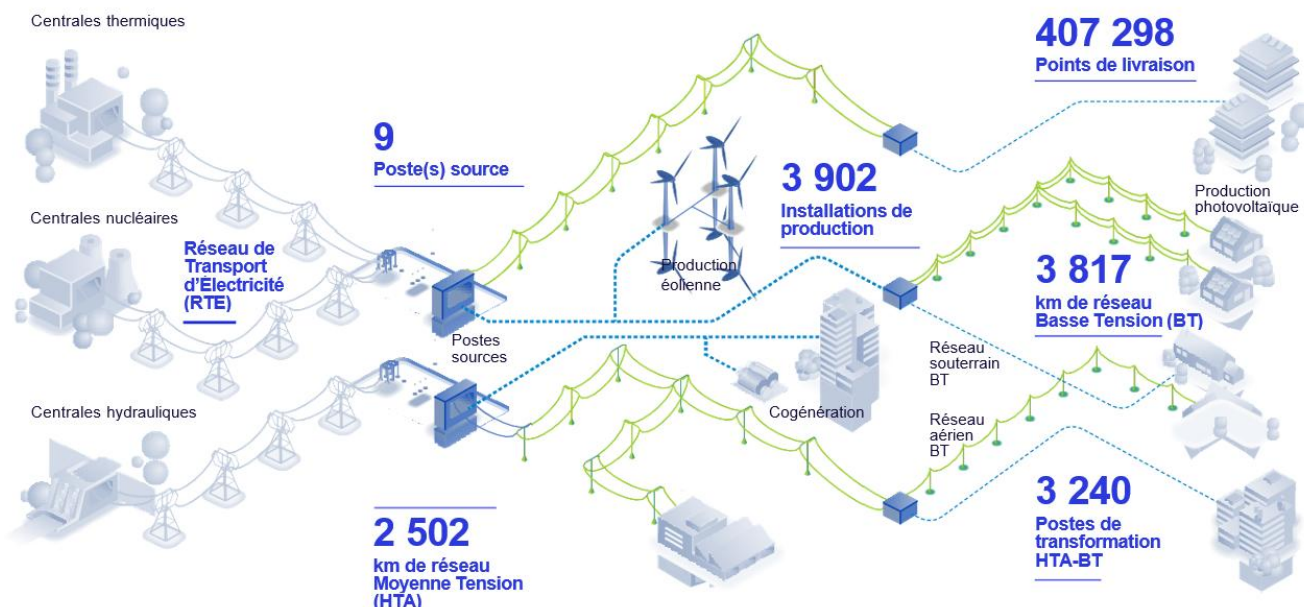 Centrales thermiques
407 298
Points de livraison
9
Poste(s) source
3 902
Installations de
production
Production
photovoltaïque
Centrales nucléaires
Réseau de
Transport
d'Électricité
(RTE)
Production
éolienne
3 817
km de réseau
Basse Tension (BT)
Postes
sources
Réseau
souterrain
BT
Centrales hydrauliques
Cogénération
Réseau
aérien
BT
2 502
km de réseau
Moyenne Tension
(HTA)
3 240
Postes de
transformation
HTA-BT